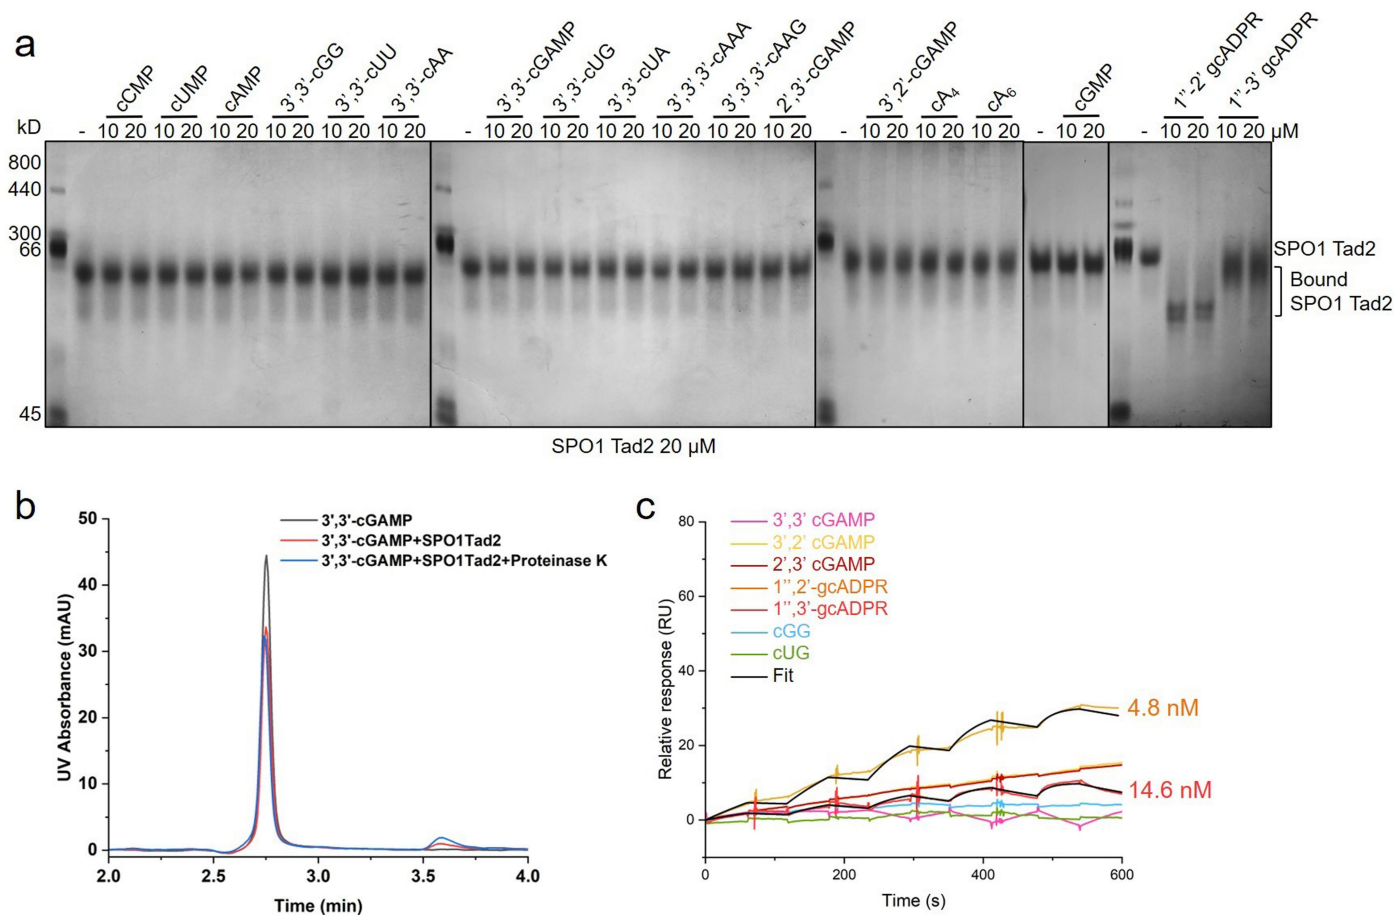 a
cCMP cUMP cAMP 3',3'-cGG 3',3'-cUU 3',3'-cAA 3',3'-cGAMP 3',3'-cUG 3',3'-cUA 3',3',3'-cAAA 3',3',3'-cAAG 2',3'-cGAMP 3',2'-cGAMP cA4 cA6 cGMP 1''-2' gcADPR 1''-3' gcADPR
kD - 10 20 10 20 10 20 10 20 10 20 10 20 - 10 20 10 20 10 20 10 20 10 20 10 20 - 10 20 10 20 10 20 - 10 20 - 10 20 10 20 µM
800
440
300
66
45
SPO1 Tad2
Bound
SPO1 Tad2
SPO1 Tad2 20 µM
b
3',3'-cGAMP
3',3'-cGAMP+SPO1Tad2
3',3'-cGAMP+SPO1Tad2+Proteinase K
UV Absorbance (mAU)
50
40
30
20
10
0
2.0 2.5 3.0 3.5 4.0
Time (min)
c
3',3' cGAMP
3',2' cGAMP
2',3' cGAMP
1'',2'-gcADPR
1'',3'-gcADPR
cGG
cUG
Fit
Relative response (RU)
80
60
40
20
0
4.8 nM
14.6 nM
0 200 400 600
Time (s)